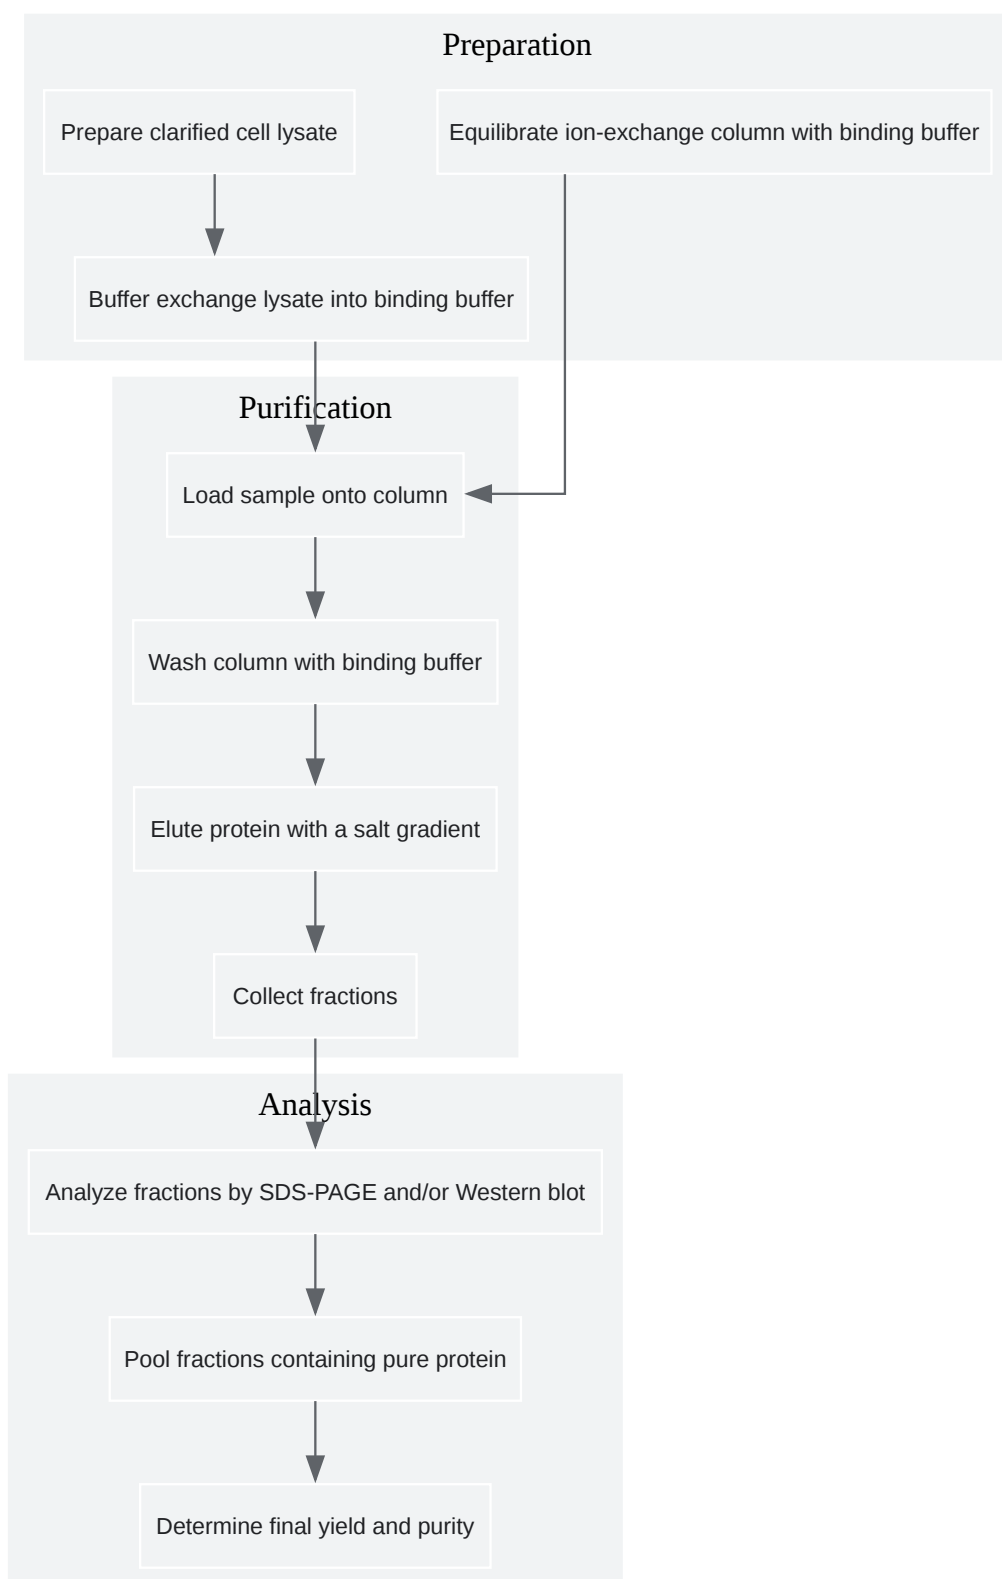 Preparation
Prepare clarified cell lysate
Equilibrate ion-exchange column with binding buffer
Buffer exchange lysate into binding buffer
Purification
Load sample onto column
Wash column with binding buffer
Elute protein with a salt gradient
Collect fractions
Analysis
Analyze fractions by SDS-PAGE and/or Western blot
Pool fractions containing pure protein
Determine final yield and purity